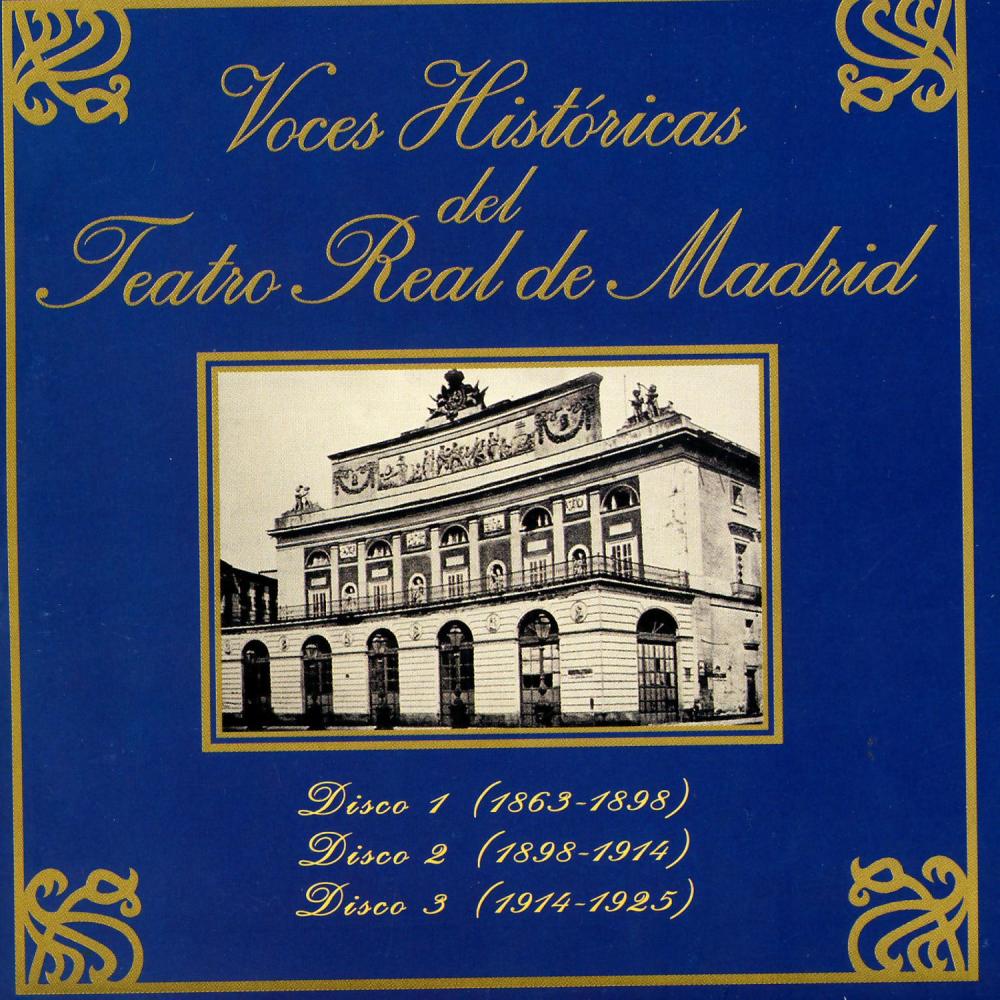 Voces Históricas
del
Teatro Real de Madrid
Disco 1 (1863-1898)
Disco 2 (1898-1914)
Disco 3 (1914-1925)